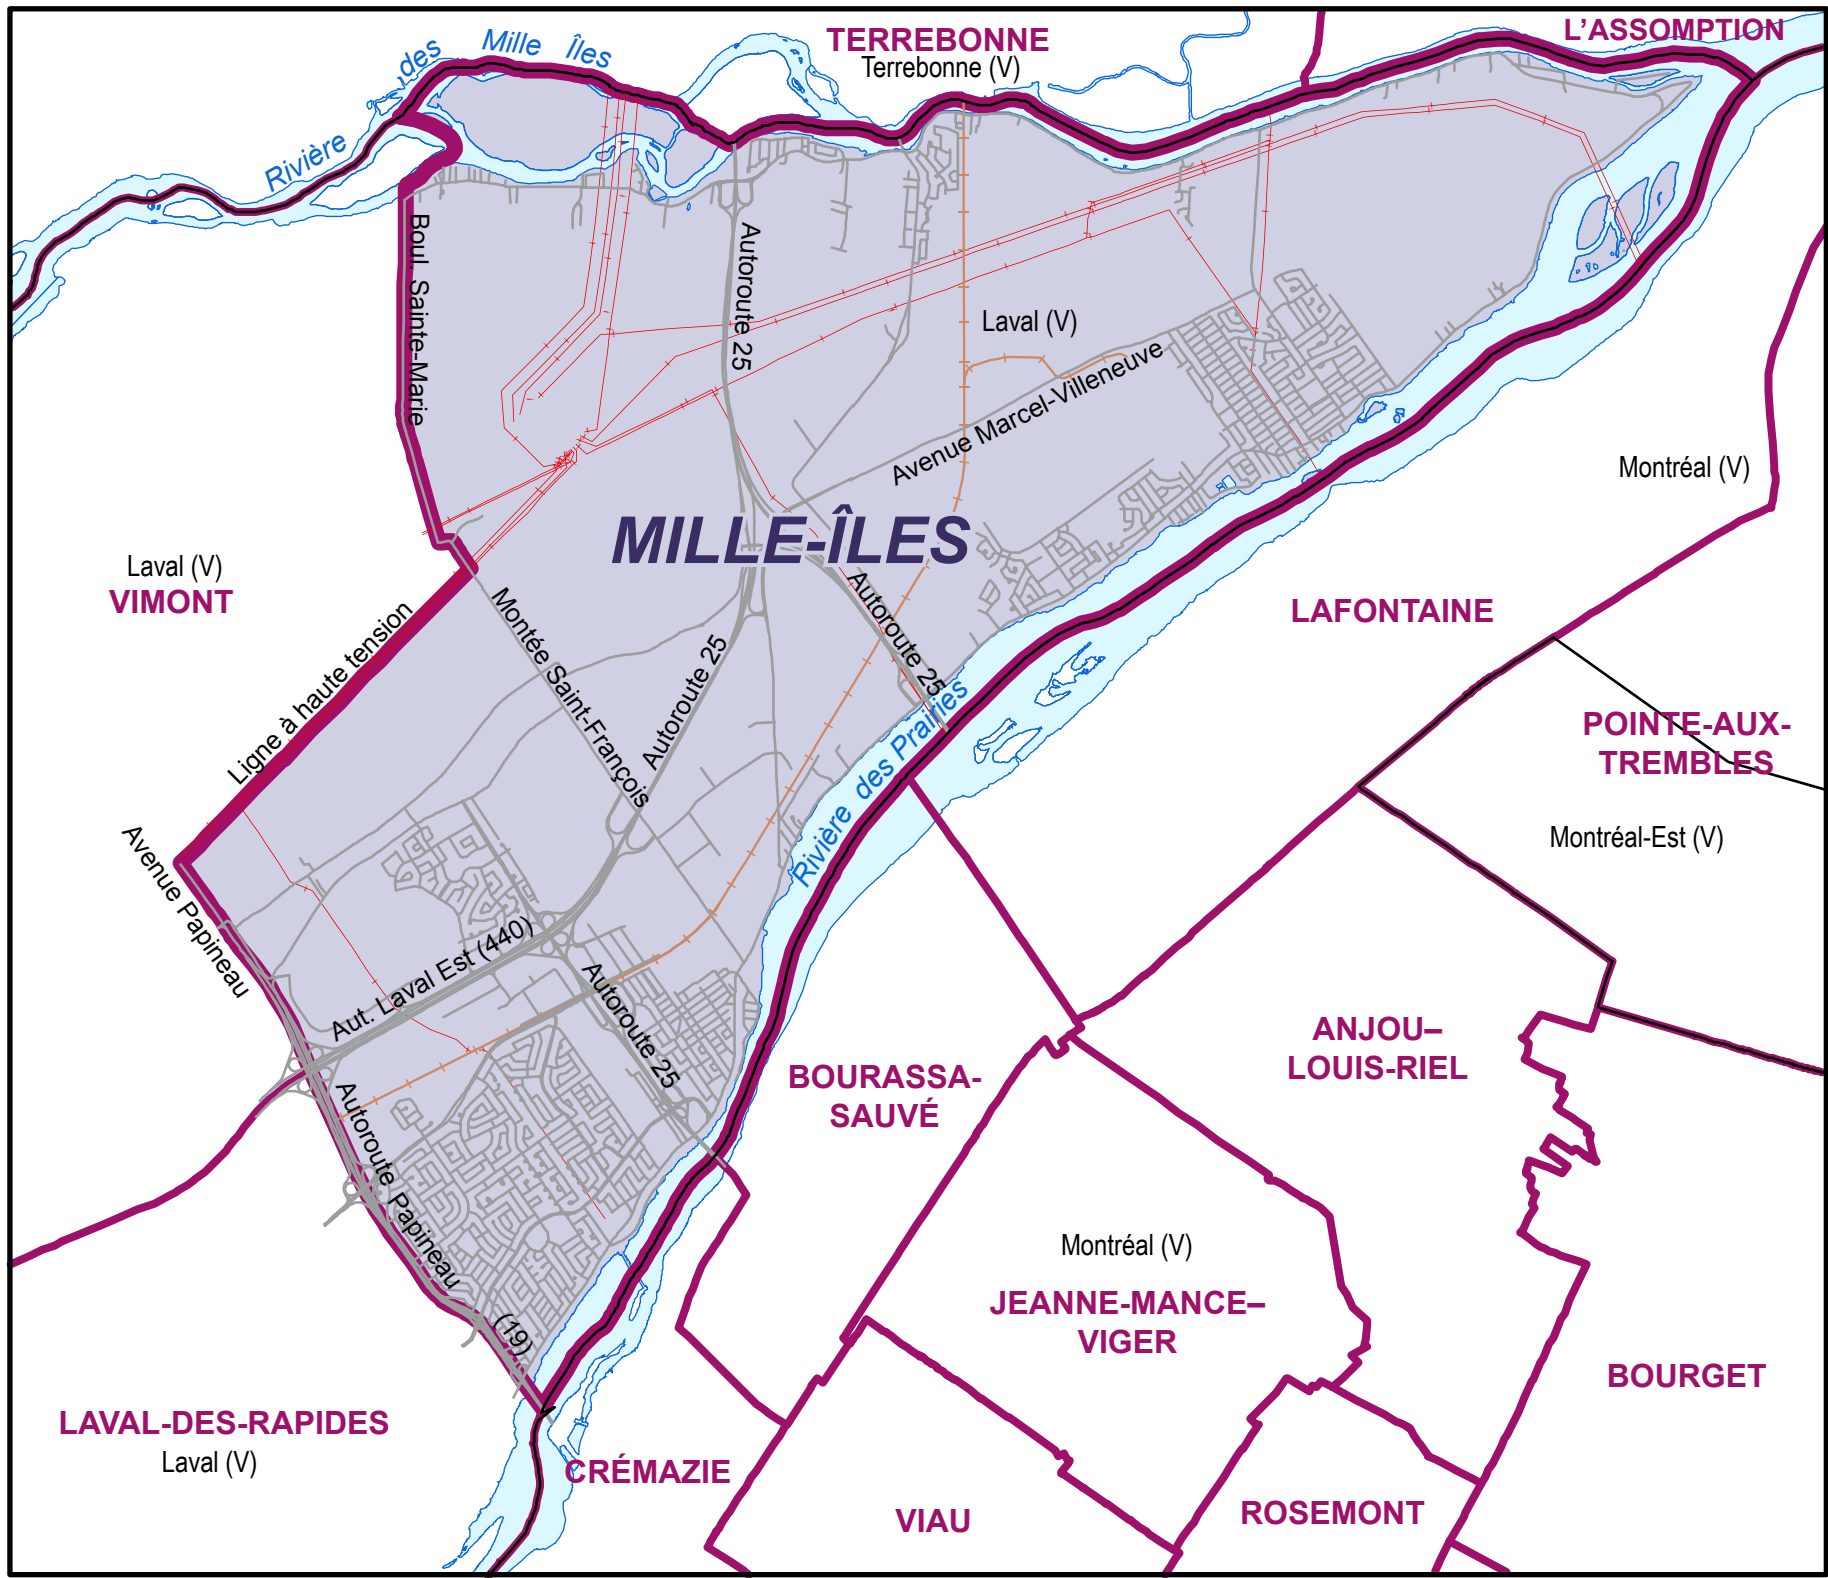 L'ASSOMPTION
TERREBONNE
Terrebonne (V)
Rivière des Mille Îles
Boul. Sainte-Marie
Autoroute 25
Laval (V)
Avenue Marcel-Villeneuve
Montréal (V)
MILLE-ÎLES
Laval (V)
VIMONT
LAFONTAINE
Ligne à haute tension
Montée Saint-François
Autoroute 25
Autoroute 25
Rivière des Prairies
POINTE-AUX-
TREMBLES
Montréal-Est (V)
Avenue Papineau
Aut. Laval Est (440)
Autoroute 25
ANJOU–
LOUIS-RIEL
BOURASSA-
SAUVÉ
Autoroute Papineau (19)
Montréal (V)
JEANNE-MANCE–
VIGER
BOURGET
LAVAL-DES-RAPIDES
Laval (V)
CRÉMAZIE
VIAU
ROSEMONT